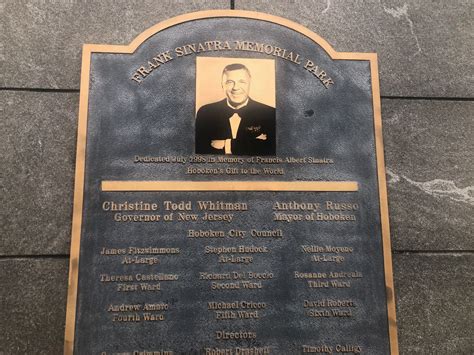 FRANK SINATRA MEMORIAL PARK
Dedicated July 1998 in Memory of Francis Albert Sinatra
Hoboken's Gift to the World
Christine Todd Whitman Anthony Russo
Governor of New Jersey Mayor of Hoboken
Hoboken City Council
James Fitzsimmons Stephen Hudock Nellie Moyeno
At-Large At-Large At-Large
Theresa Castellano Richard Del Boccio Roseanne Andreula
First Ward Second Ward Third Ward
Andrew Amato Michael Cricco David Roberts
Fourth Ward Fifth Ward Sixth Ward
Directors
Robert Drasheff Timothy Calligy